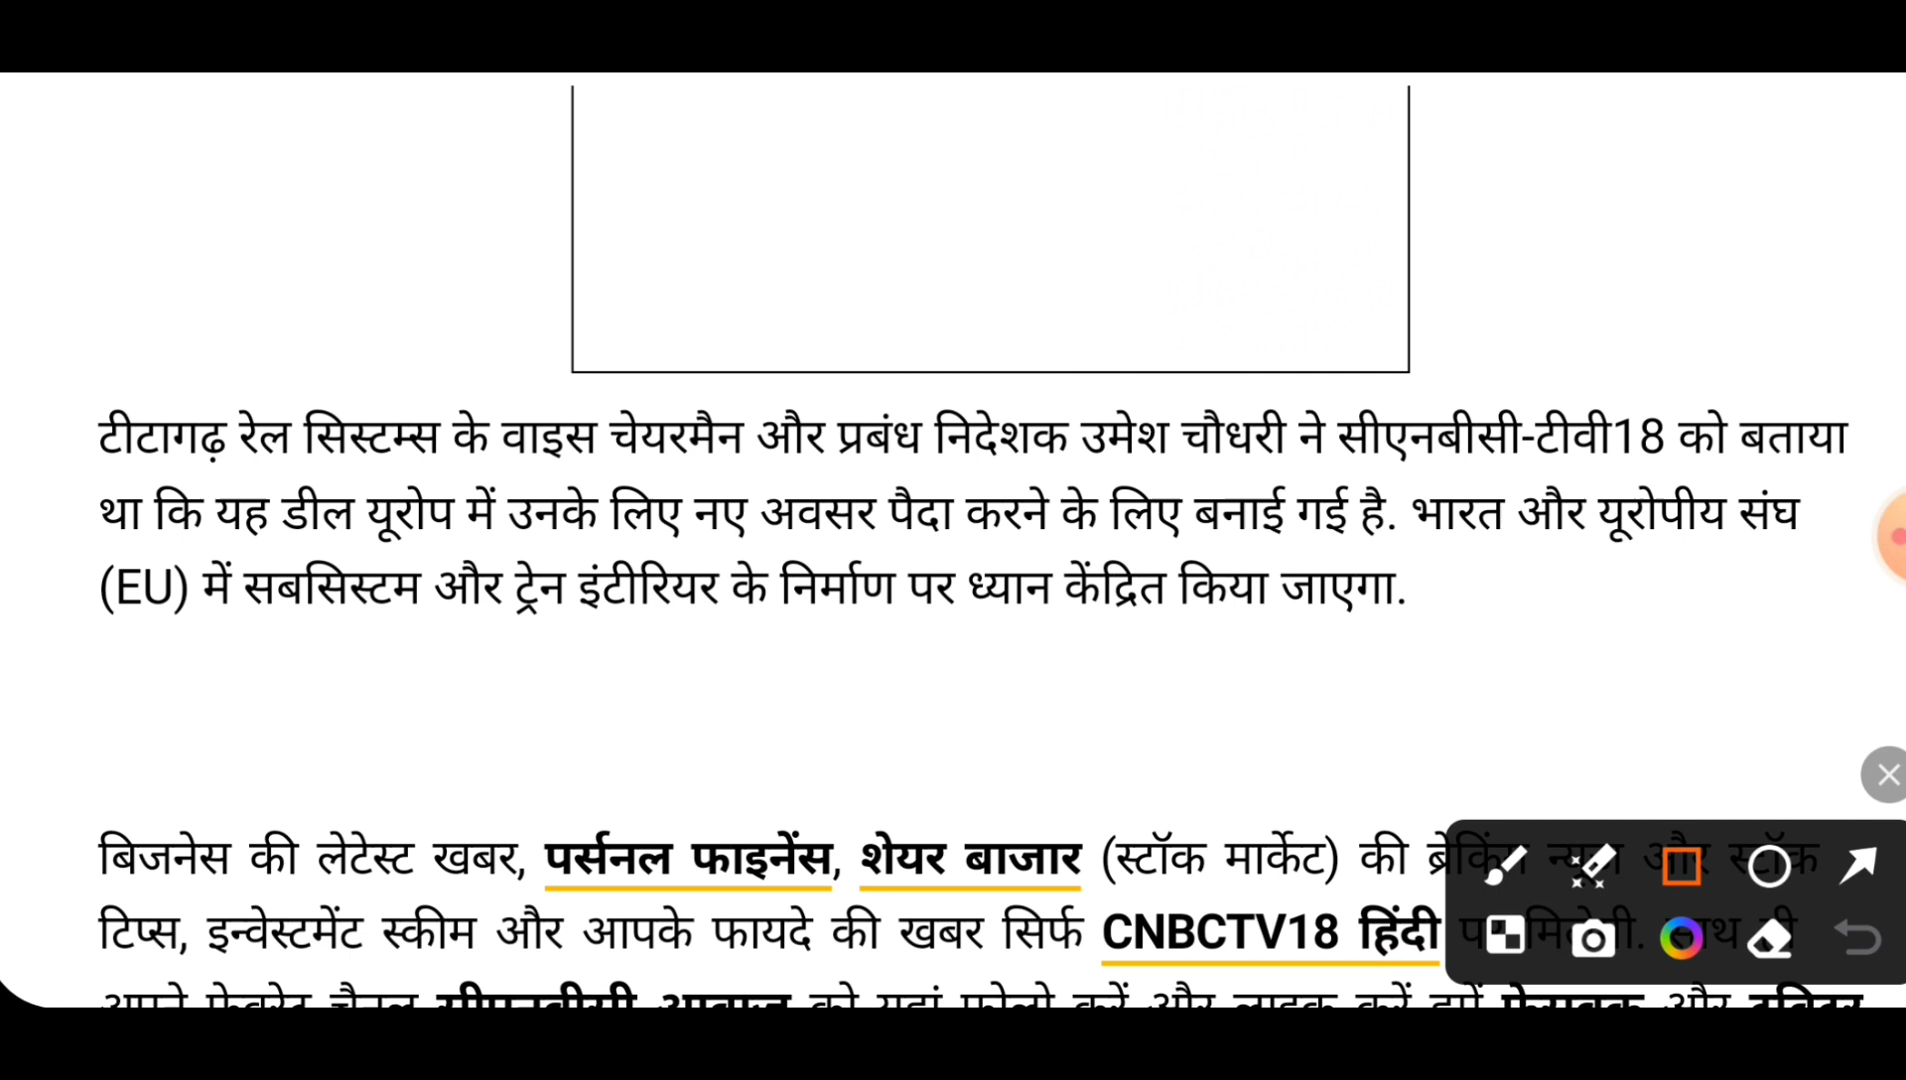 टीटागढ़ रेल सिस्टम्स के वाइस चेयरमैन और प्रबंध निदेशक उमेश चौधरी ने सीएनबीसी-टीवी18 को बताया
था कि यह डील यूरोप में उनके लिए नए अवसर पैदा करने के लिए बनाई गई है. भारत और यूरोपीय संघ
(EU) में सबसिस्टम और ट्रेन इंटीरियर के निर्माण पर ध्यान केंद्रित किया जाएगा.
बिजनेस की लेटेस्ट खबर, पर्सनल फाइनेंस, शेयर बाजार (स्टॉक मार्केट) की ब्रेकिंग न्यूज और स्टॉक
टिप्स, इन्वेस्टमेंट स्कीम और आपके फायदे की खबर सिर्फ CNBCTV18 हिंदी